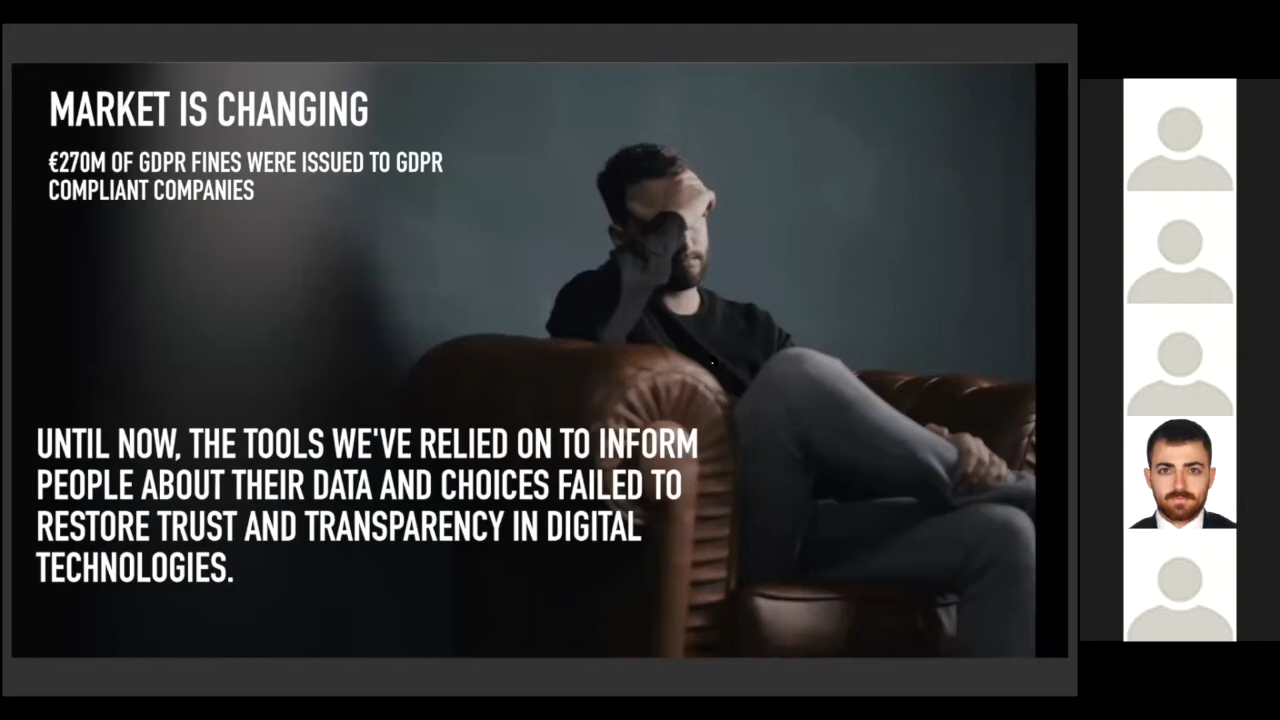 MARKET IS CHANGING
€270M OF GDPR FINES WERE ISSUED TO GDPR
COMPLIANT COMPANIES
UNTIL NOW, THE TOOLS WE'VE RELIED ON TO INFORM
PEOPLE ABOUT THEIR DATA AND CHOICES FAILED TO
RESTORE TRUST AND TRANSPARENCY IN DIGITAL
TECHNOLOGIES.